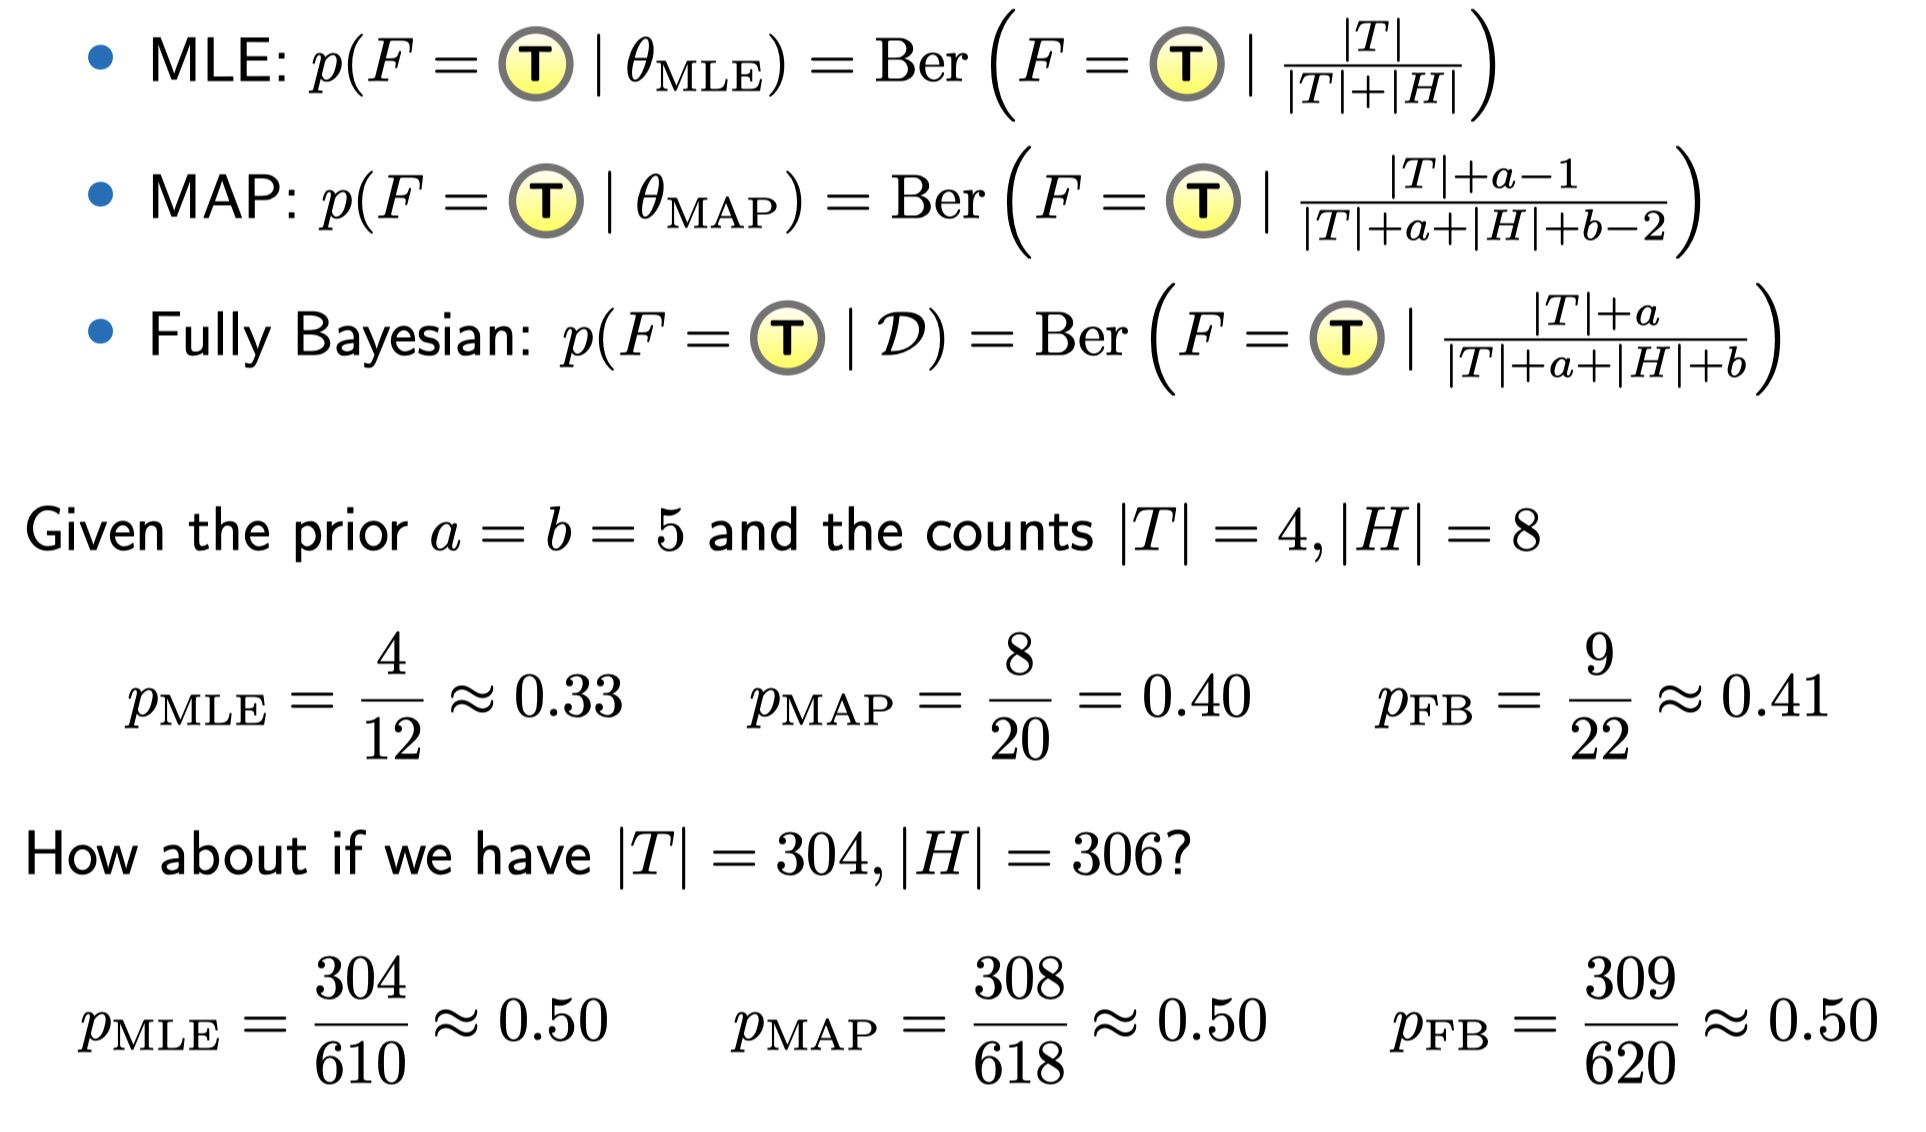 • MLE: p(F = T | θ_MLE) = Ber(F = T | |T| / (|T|+|H|))
• MAP: p(F = T | θ_MAP) = Ber(F = T | (|T|+a−1) / (|T|+a+|H|+b−2))
• Fully Bayesian: p(F = T | 𝒟) = Ber(F = T | (|T|+a) / (|T|+a+|H|+b))
Given the prior a = b = 5 and the counts |T| = 4, |H| = 8
p_MLE = 4/12 ≈ 0.33 p_MAP = 8/20 = 0.40 p_FB = 9/22 ≈ 0.41
How about if we have |T| = 304, |H| = 306?
p_MLE = 304/610 ≈ 0.50 p_MAP = 308/618 ≈ 0.50 p_FB = 309/620 ≈ 0.50